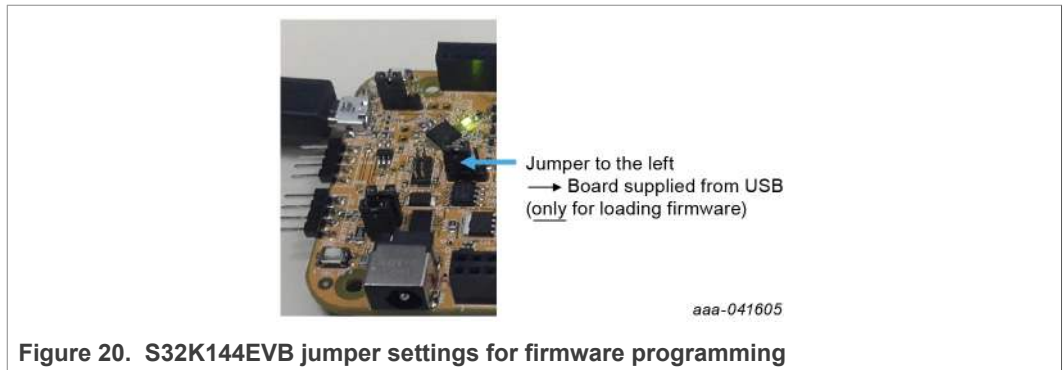 Jumper to the left
→ Board supplied from USB
(only for loading firmware)
aaa-041605
Figure 20. S32K144EVB jumper settings for firmware programming